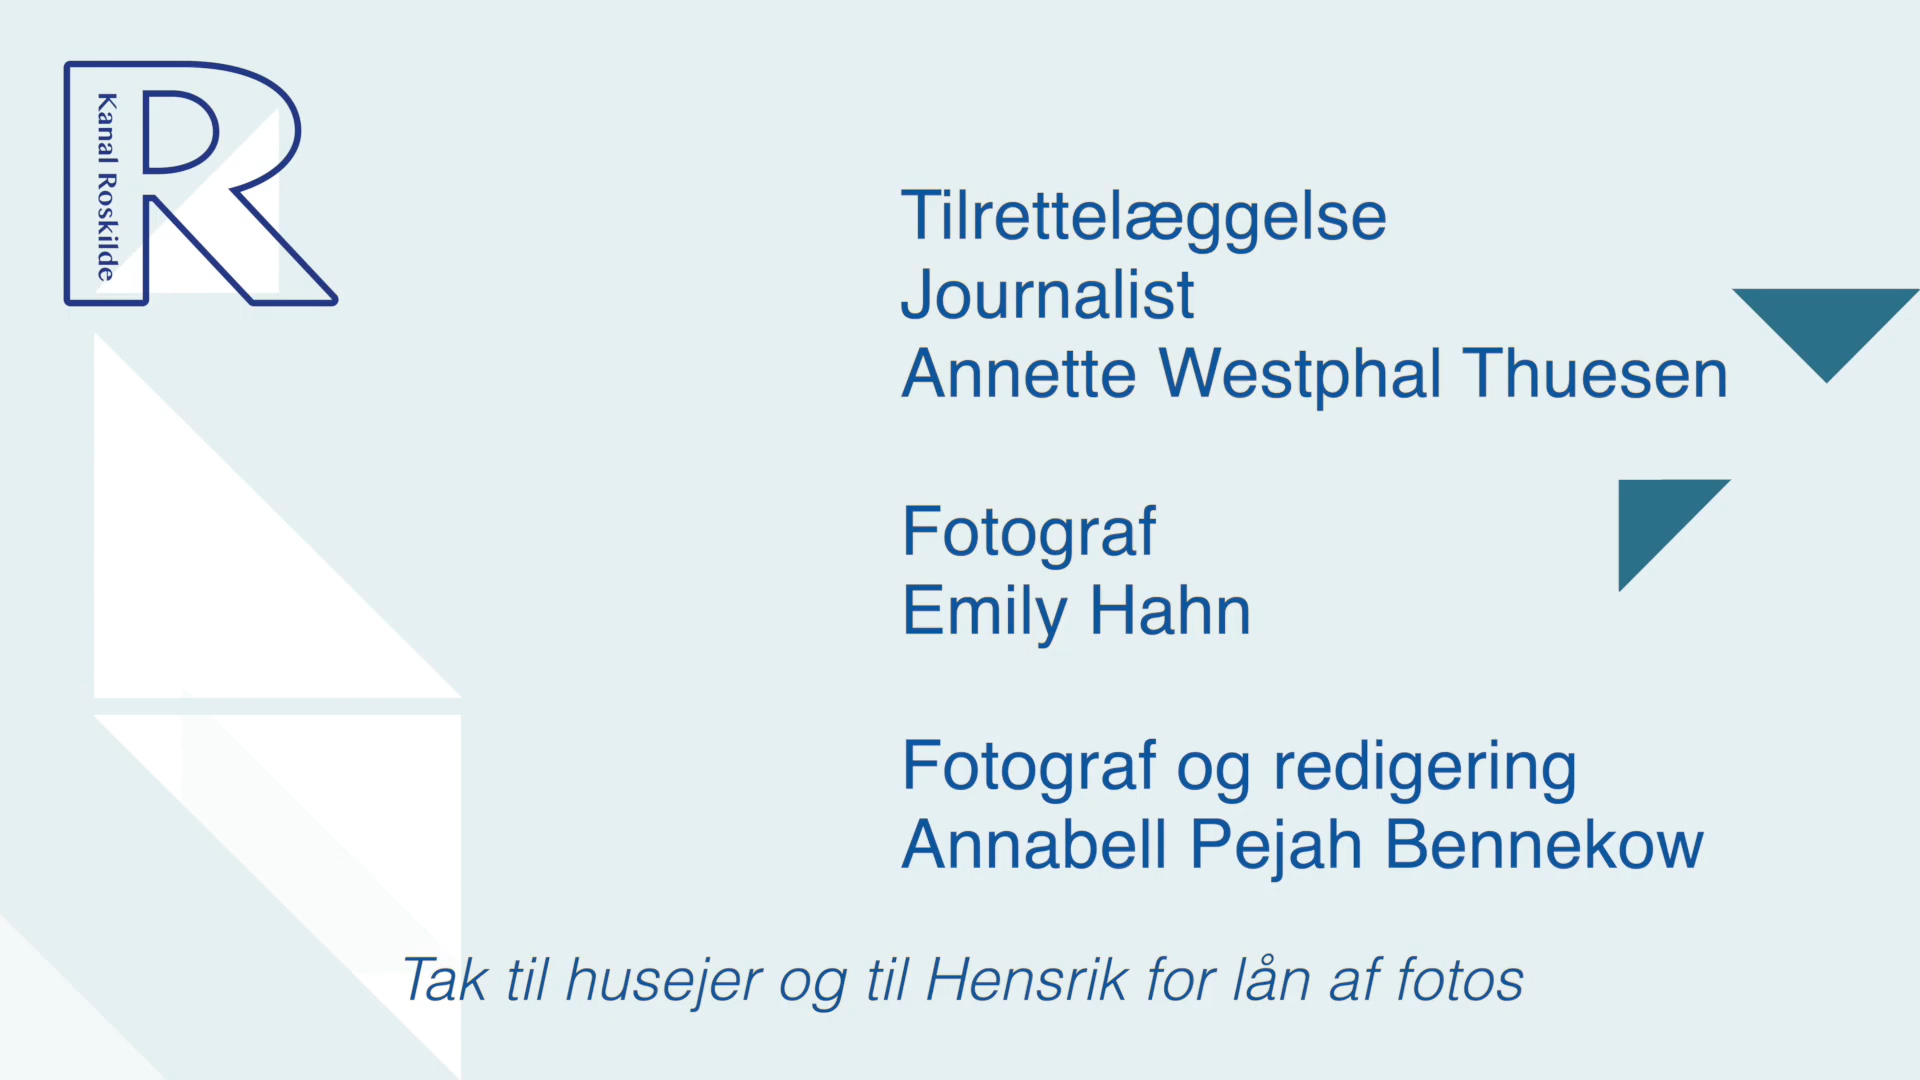 Kanal Roskilde
Tilrettelæggelse
Journalist
Annette Westphal Thuesen
Fotograf
Emily Hahn
Fotograf og redigering
Annabell Pejah Bennekow
Tak til husejer og til Hensrik for lån af fotos